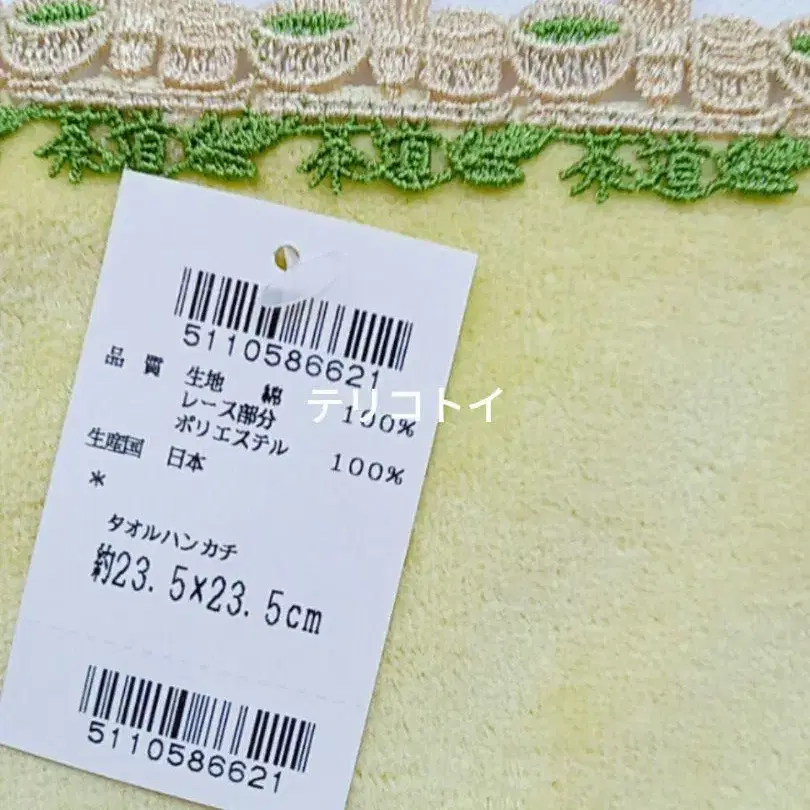 茶道 茶道 茶道
5110586621
品質 生地 綿 100%
レース部分
ポリエステル 100%
生産国 日本
*
タオルハンカチ
約23.5×23.5cm
5110586621
テリコトイ